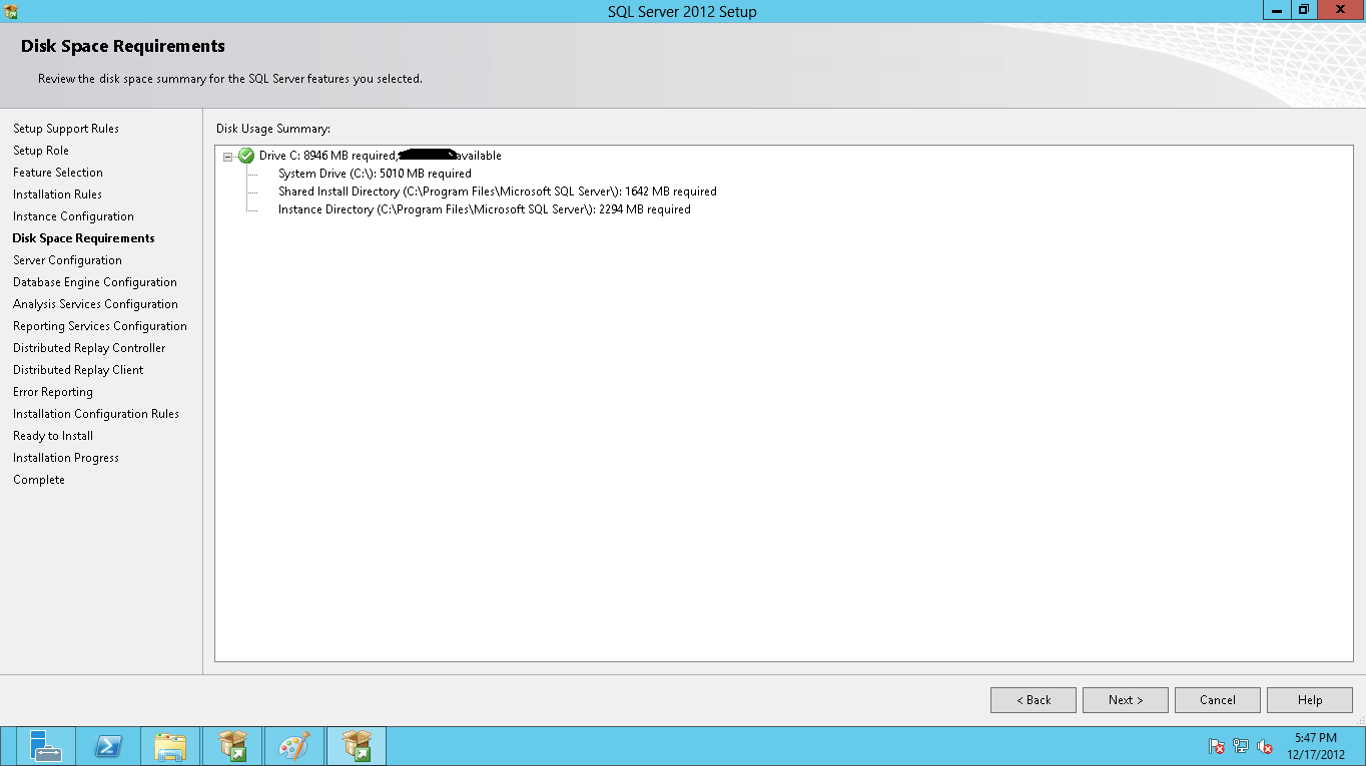 SQL Server 2012 Setup
Disk Space Requirements
Review the disk space summary for the SQL Server features you selected.
Setup Support Rules
Setup Role
Feature Selection
Installation Rules
Instance Configuration
Disk Space Requirements
Server Configuration
Database Engine Configuration
Analysis Services Configuration
Reporting Services Configuration
Distributed Replay Controller
Distributed Replay Client
Error Reporting
Installation Configuration Rules
Ready to Install
Installation Progress
Complete
Disk Usage Summary:
Drive C: 8946 MB required, available
System Drive (C:\): 5010 MB required
Shared Install Directory (C:\Program Files\Microsoft SQL Server\): 1642 MB required
Instance Directory (C:\Program Files\Microsoft SQL Server\): 2294 MB required
< Back
Next >
Cancel
Help
5:47 PM
12/17/2012